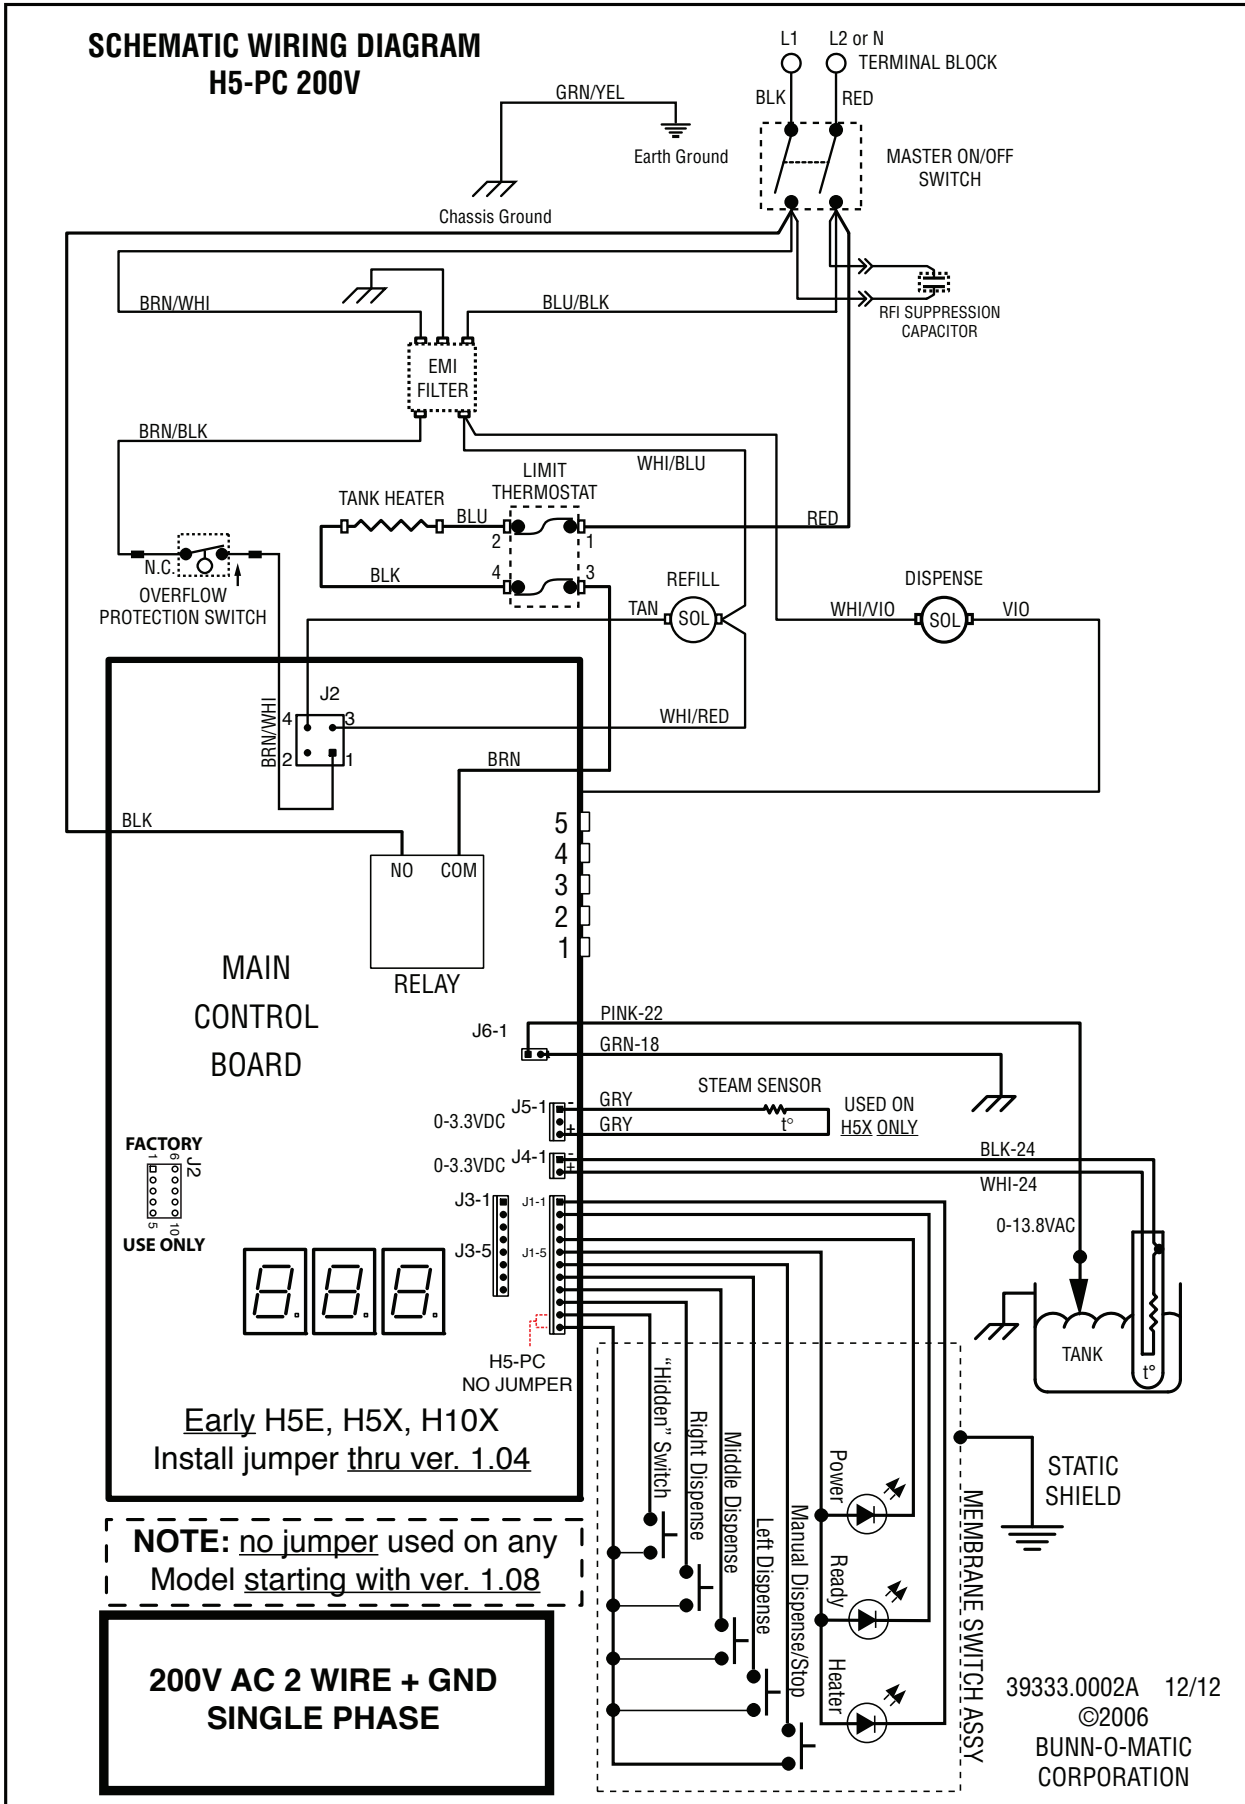 SCHEMATIC WIRING DIAGRAM
H5-PC 200V
L1
L2 or N
TERMINAL BLOCK
GRN/YEL
BLK
RED
Earth Ground
MASTER ON/OFF
SWITCH
Chassis Ground
BRN/WHI
BLU/BLK
RFI SUPPRESSION
CAPACITOR
EMI
FILTER
BRN/BLK
WHI/BLU
LIMIT
THERMOSTAT
TANK HEATER
BLU
2
1
RED
N.C.
OVERFLOW
PROTECTION SWITCH
BLK
4
3
REFILL
TAN
SOL
DISPENSE
WHI/VIO
SOL
VIO
J2
4
3
2
1
BRN/WHI
WHI/RED
BRN
BLK
NO
COM
RELAY
5
4
3
2
1
MAIN
CONTROL
BOARD
J6-1
PINK-22
GRN-18
J5-1
-
+
0-3.3VDC
GRY
GRY
STEAM SENSOR
t°
USED ON
H5X ONLY
J4-1
-
+
0-3.3VDC
BLK-24
WHI-24
0-13.8VAC
FACTORY
1
6
J2
5
10
USE ONLY
J3-1
J1-1
J3-5
J1-5
8.8.8.
H5-PC
NO JUMPER
TANK
t°
Early H5E, H5X, H10X
Install jumper thru ver. 1.04
"Hidden" Switch
Right Dispense
Middle Dispense
Left Dispense
Manual Dispense/Stop
Power
Ready
Heater
MEMBRANE SWITCH ASSY
STATIC
SHIELD
NOTE: no jumper used on any
Model starting with ver. 1.08
200V AC 2 WIRE + GND
SINGLE PHASE
39333.0002A 12/12
©2006
BUNN-O-MATIC
CORPORATION